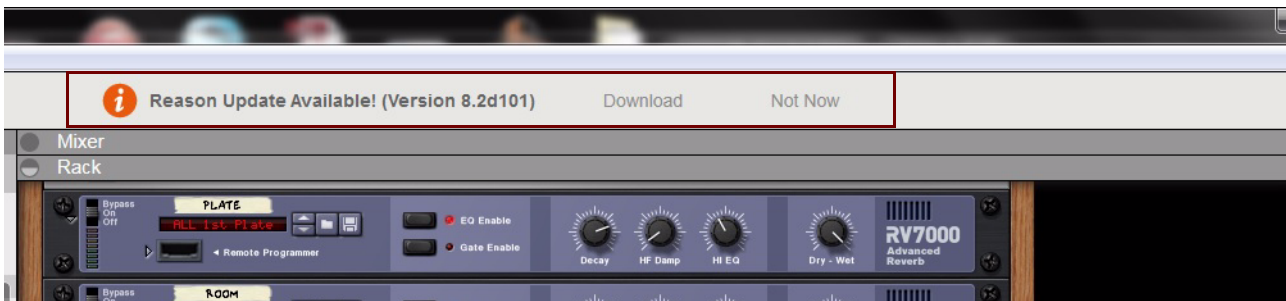 Reason Update Available! (Version 8.2d101) Download Not Now
Mixer
Rack
Bypass
On
Off
PLATE
ALL 1st Plate
Remote Programmer
EQ Enable
Gate Enable
Decay HF Damp HI EQ Dry - Wet
RV7000
Advanced
Reverb
Bypass
On
ROOM